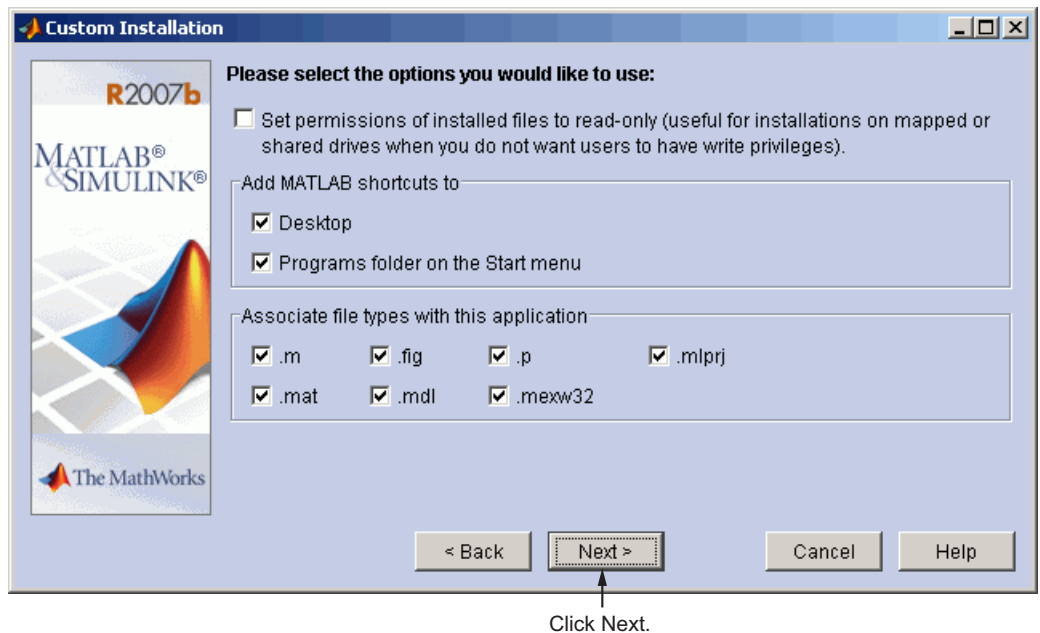 Custom Installation
R2007b
MATLAB®
&SIMULINK®
The MathWorks
Please select the options you would like to use:
Set permissions of installed files to read-only (useful for installations on mapped or
shared drives when you do not want users to have write privileges).
Add MATLAB shortcuts to
Desktop
Programs folder on the Start menu
Associate file types with this application
.m .fig .p .mlprj
.mat .mdl .mexw32
< Back Next > Cancel Help
Click Next.